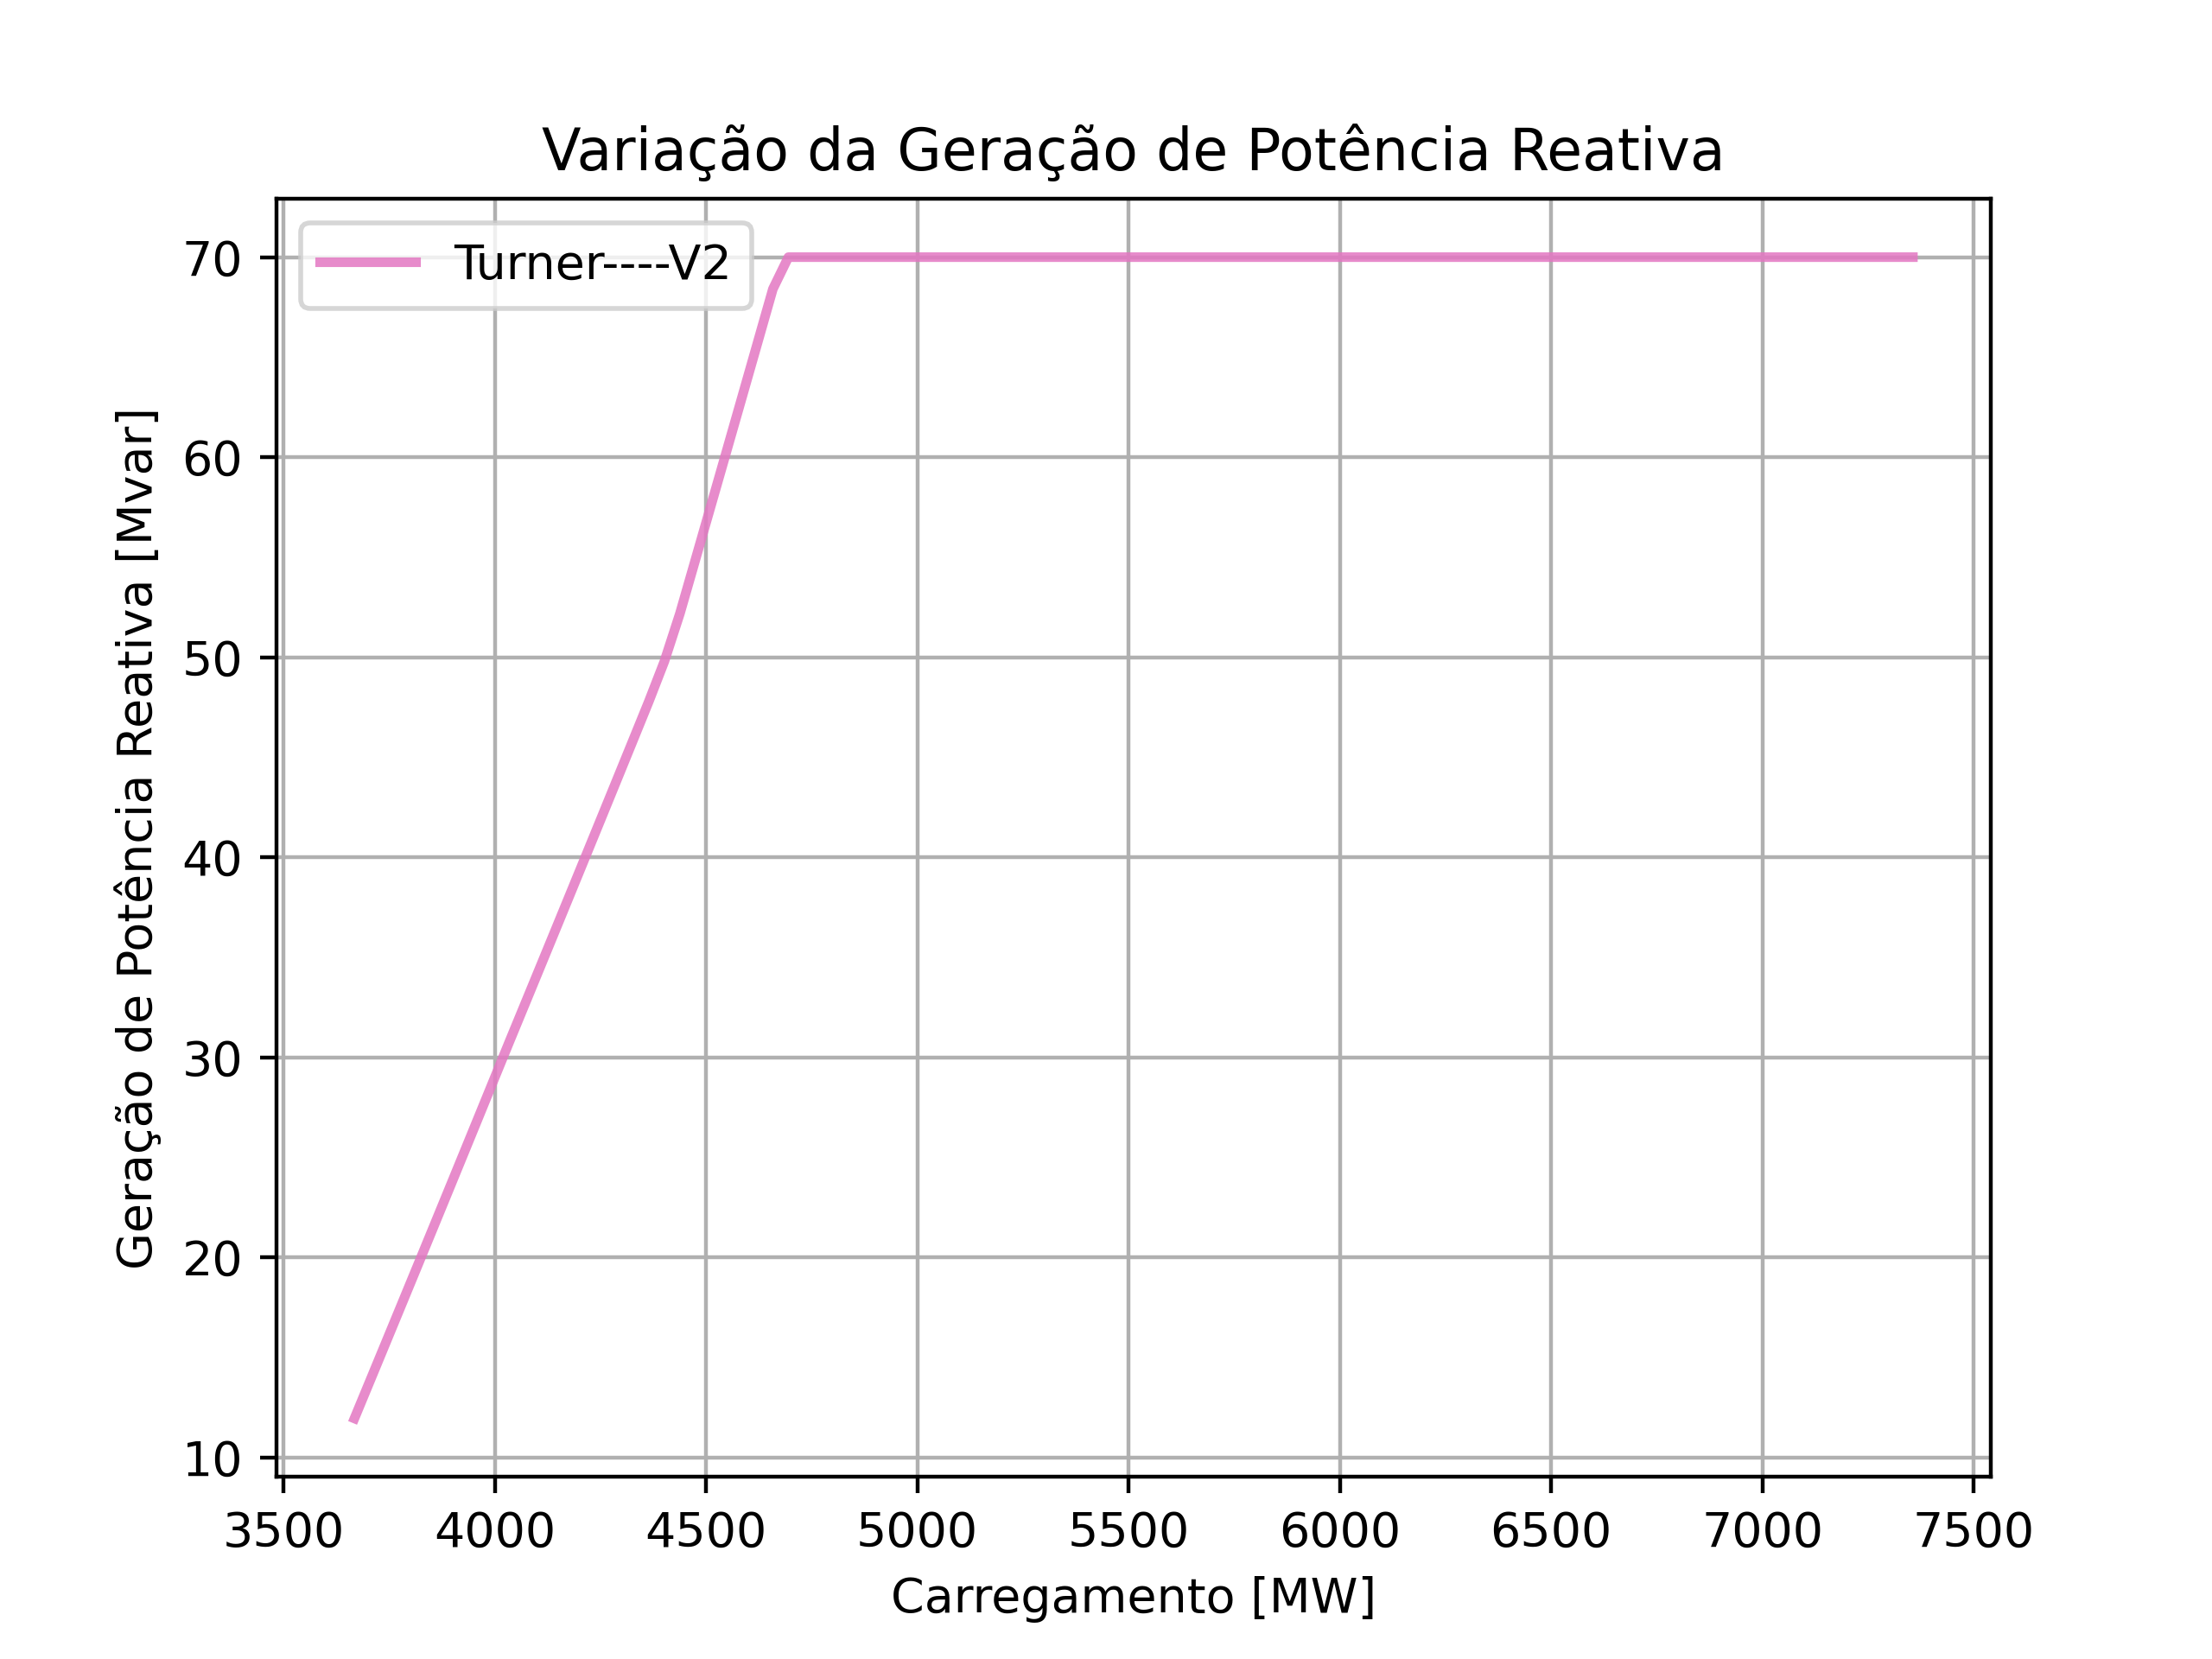 Variação da Geração de Potência Reativa
Turner----V2
Geração de Potência Reativa [Mvar]
70
60
50
40
30
20
10
3500 4000 4500 5000 5500 6000 6500 7000 7500
Carregamento [MW]